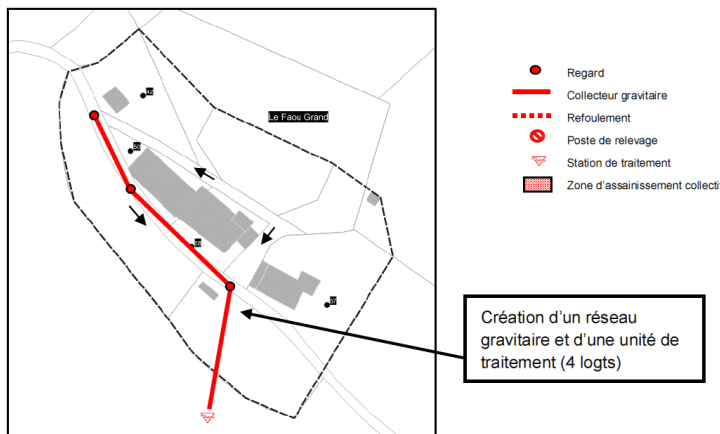 Le Faou Grand
Regard
Collecteur gravitaire
Refoulement
Poste de relevage
Station de traitement
Zone d'assainissement collecti
Création d'un réseau
gravitaire et d'une unité de
traitement (4 logts)